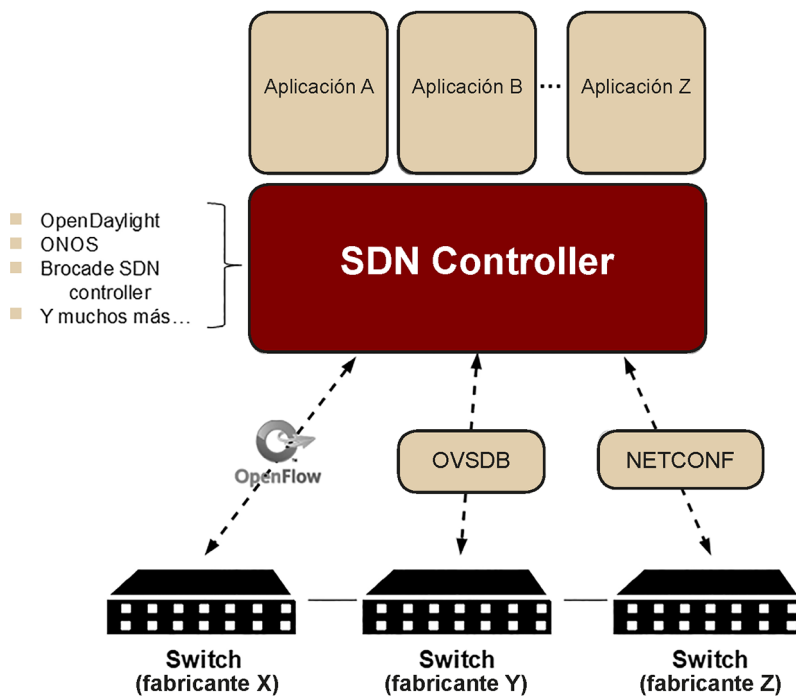 Aplicación A
Aplicación B
...
Aplicación Z
SDN Controller
OpenDaylight
ONOS
Brocade SDN
controller
Y muchos más...
OpenFlow
OVSDB
NETCONF
Switch
(fabricante X)
Switch
(fabricante Y)
Switch
(fabricante Z)